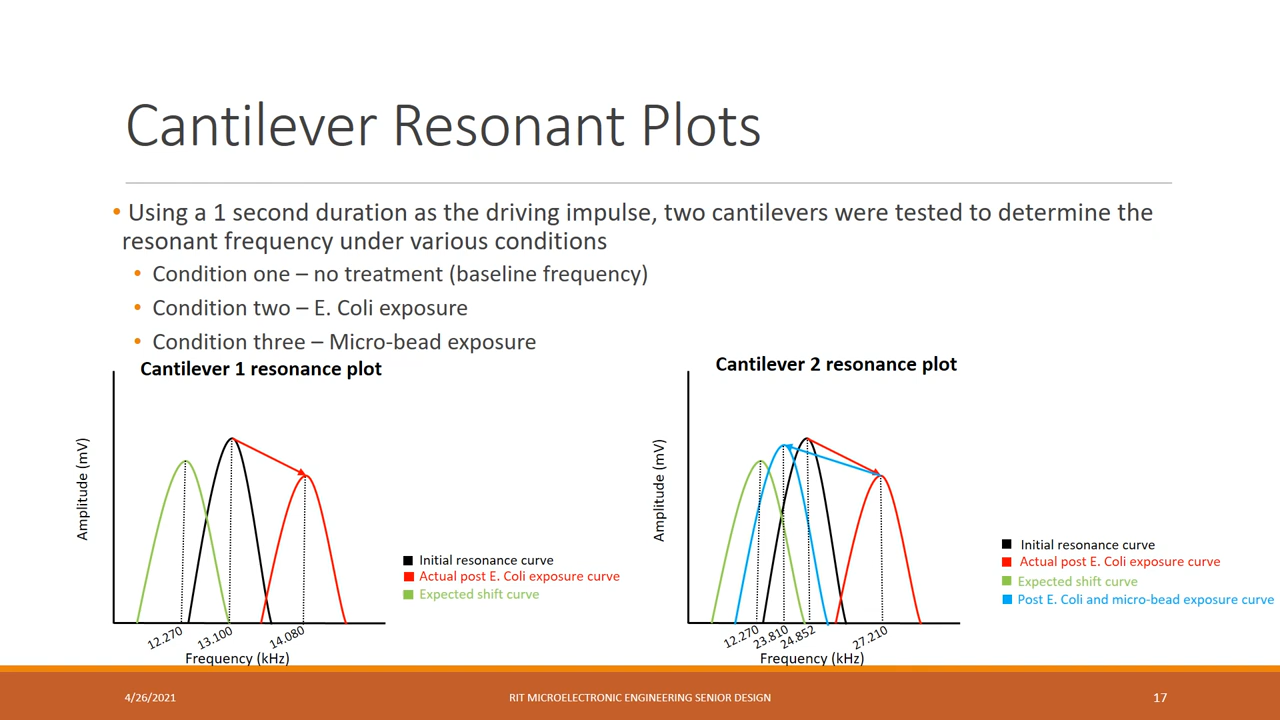 Cantilever Resonant Plots
• Using a 1 second duration as the driving impulse, two cantilevers were tested to determine the
resonant frequency under various conditions
• Condition one – no treatment (baseline frequency)
• Condition two – E. Coli exposure
• Condition three – Micro-bead exposure
Cantilever 1 resonance plot
Amplitude (mV)
Initial resonance curve
Actual post E. Coli exposure curve
Expected shift curve
12.270 13.100 14.080
Frequency (kHz)
Cantilever 2 resonance plot
Amplitude (mV)
Initial resonance curve
Actual post E. Coli exposure curve
Expected shift curve
Post E. Coli and micro-bead exposure curve
12.270 23.810 24.852 27.210
Frequency (kHz)
4/26/2021
RIT MICROELECTRONIC ENGINEERING SENIOR DESIGN
17